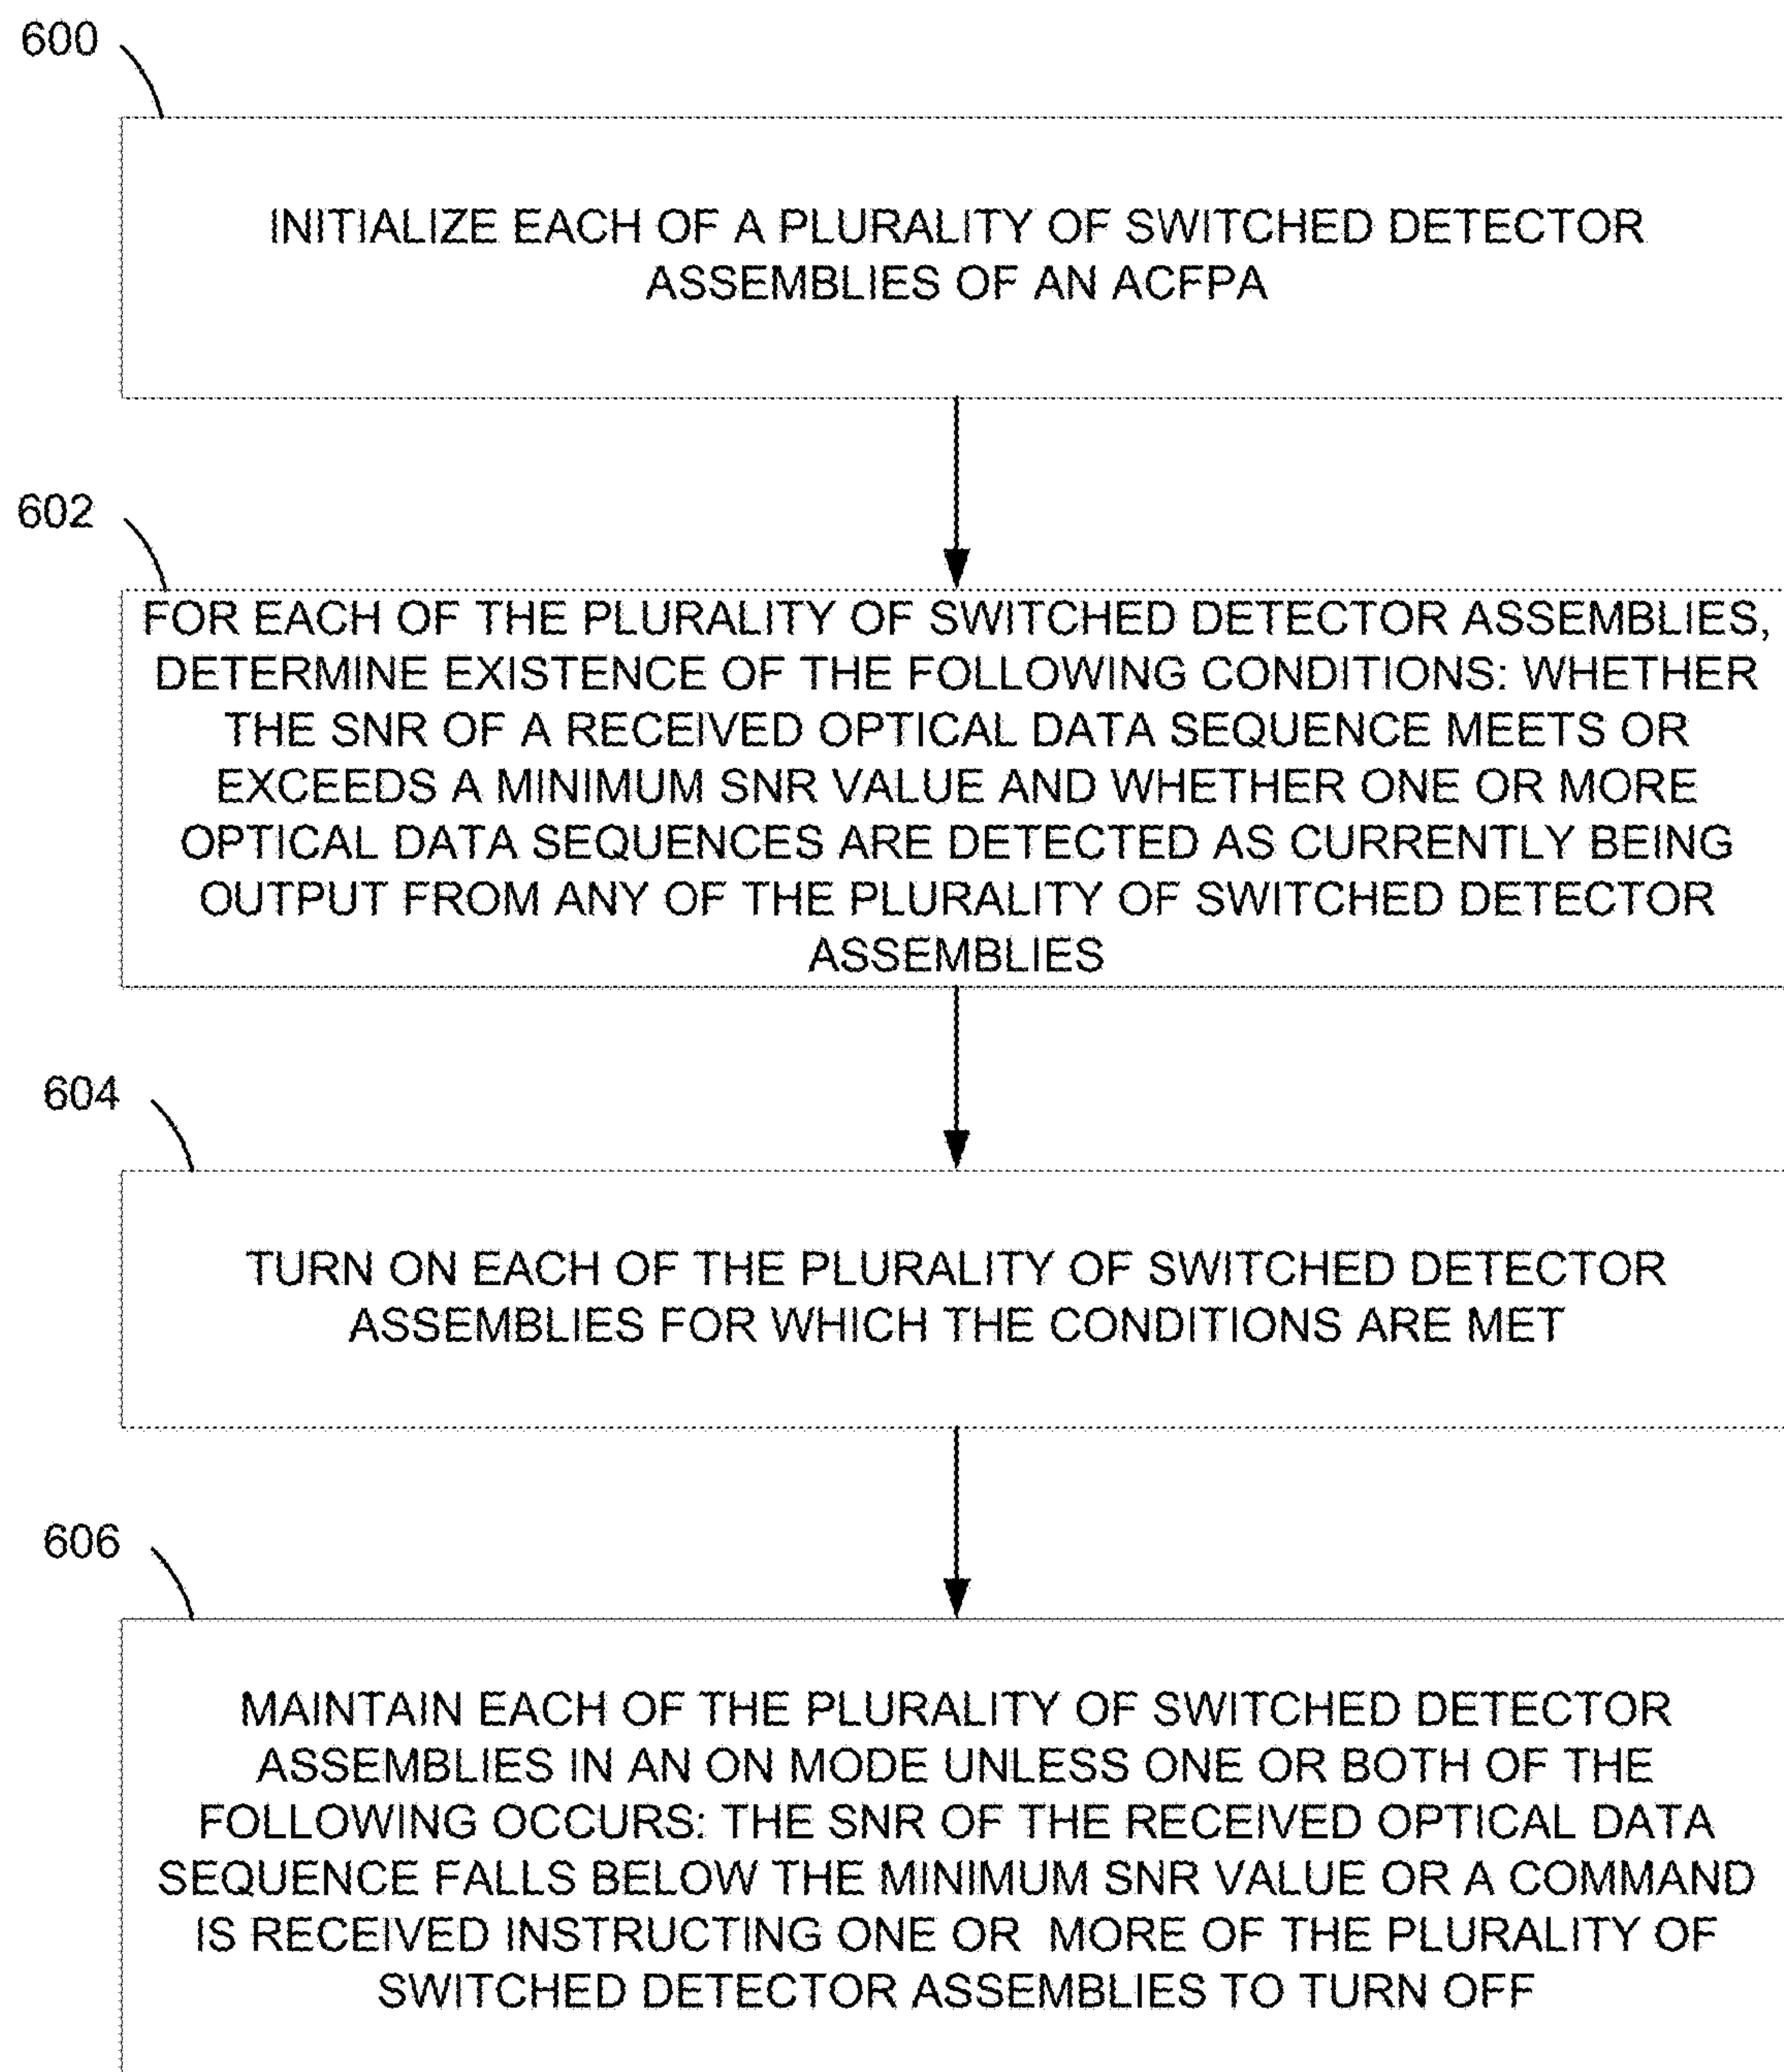 600
INITIALIZE EACH OF A PLURALITY OF SWITCHED DETECTOR
ASSEMBLIES OF AN ACFPA
602
FOR EACH OF THE PLURALITY OF SWITCHED DETECTOR ASSEMBLIES,
DETERMINE EXISTENCE OF THE FOLLOWING CONDITIONS: WHETHER
THE SNR OF A RECEIVED OPTICAL DATA SEQUENCE MEETS OR
EXCEEDS A MINIMUM SNR VALUE AND WHETHER ONE OR MORE
OPTICAL DATA SEQUENCES ARE DETECTED AS CURRENTLY BEING
OUTPUT FROM ANY OF THE PLURALITY OF SWITCHED DETECTOR
ASSEMBLIES
604
TURN ON EACH OF THE PLURALITY OF SWITCHED DETECTOR
ASSEMBLIES FOR WHICH THE CONDITIONS ARE MET
606
MAINTAIN EACH OF THE PLURALITY OF SWITCHED DETECTOR
ASSEMBLIES IN AN ON MODE UNLESS ONE OR BOTH OF THE
FOLLOWING OCCURS: THE SNR OF THE RECEIVED OPTICAL DATA
SEQUENCE FALLS BELOW THE MINIMUM SNR VALUE OR A COMMAND
IS RECEIVED INSTRUCTING ONE OR MORE OF THE PLURALITY OF
SWITCHED DETECTOR ASSEMBLIES TO TURN OFF